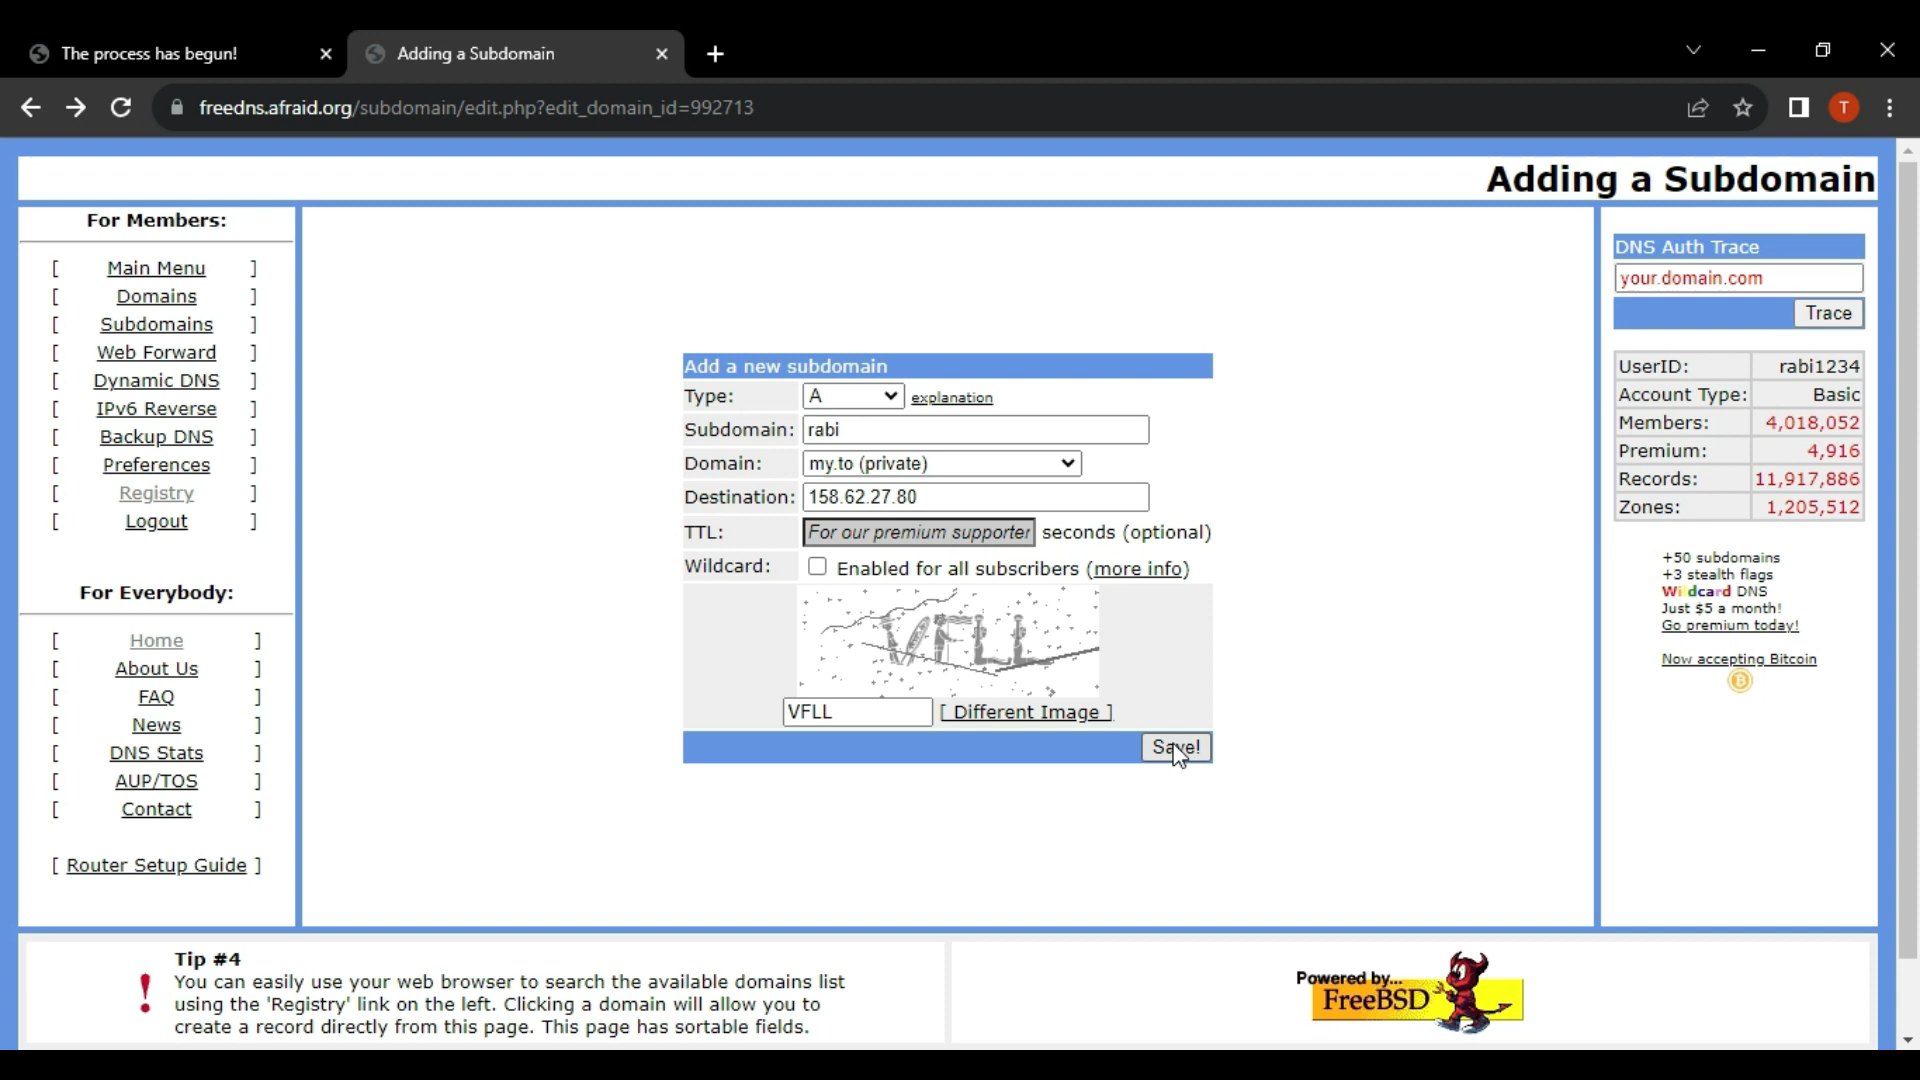 The process has begun!
Adding a Subdomain
freedns.afraid.org/subdomain/edit.php?edit_domain_id=992713
T
Adding a Subdomain
For Members:
[ Main Menu ]
[ Domains ]
[ Subdomains ]
[ Web Forward ]
[ Dynamic DNS ]
[ IPv6 Reverse ]
[ Backup DNS ]
[ Preferences ]
[ Registry ]
[ Logout ]
For Everybody:
[ Home ]
[ About Us ]
[ FAQ ]
[ News ]
[ DNS Stats ]
[ AUP/TOS ]
[ Contact ]
[ Router Setup Guide ]
Add a new subdomain
Type: A explanation
Subdomain: rabi
Domain: my.to (private)
Destination: 158.62.27.80
TTL: For our premium supporter seconds (optional)
Wildcard: Enabled for all subscribers (more info)
VFLL
VFLL [ Different Image ]
Save!
DNS Auth Trace
your.domain.com
Trace
UserID: rabi1234
Account Type: Basic
Members: 4,018,052
Premium: 4,916
Records: 11,917,886
Zones: 1,205,512
+50 subdomains
+3 stealth flags
Wildcard DNS
Just $5 a month!
Go premium today!
Now accepting Bitcoin
Tip #4
! You can easily use your web browser to search the available domains list
using the 'Registry' link on the left. Clicking a domain will allow you to
create a record directly from this page. This page has sortable fields.
Powered by...
FreeBSD